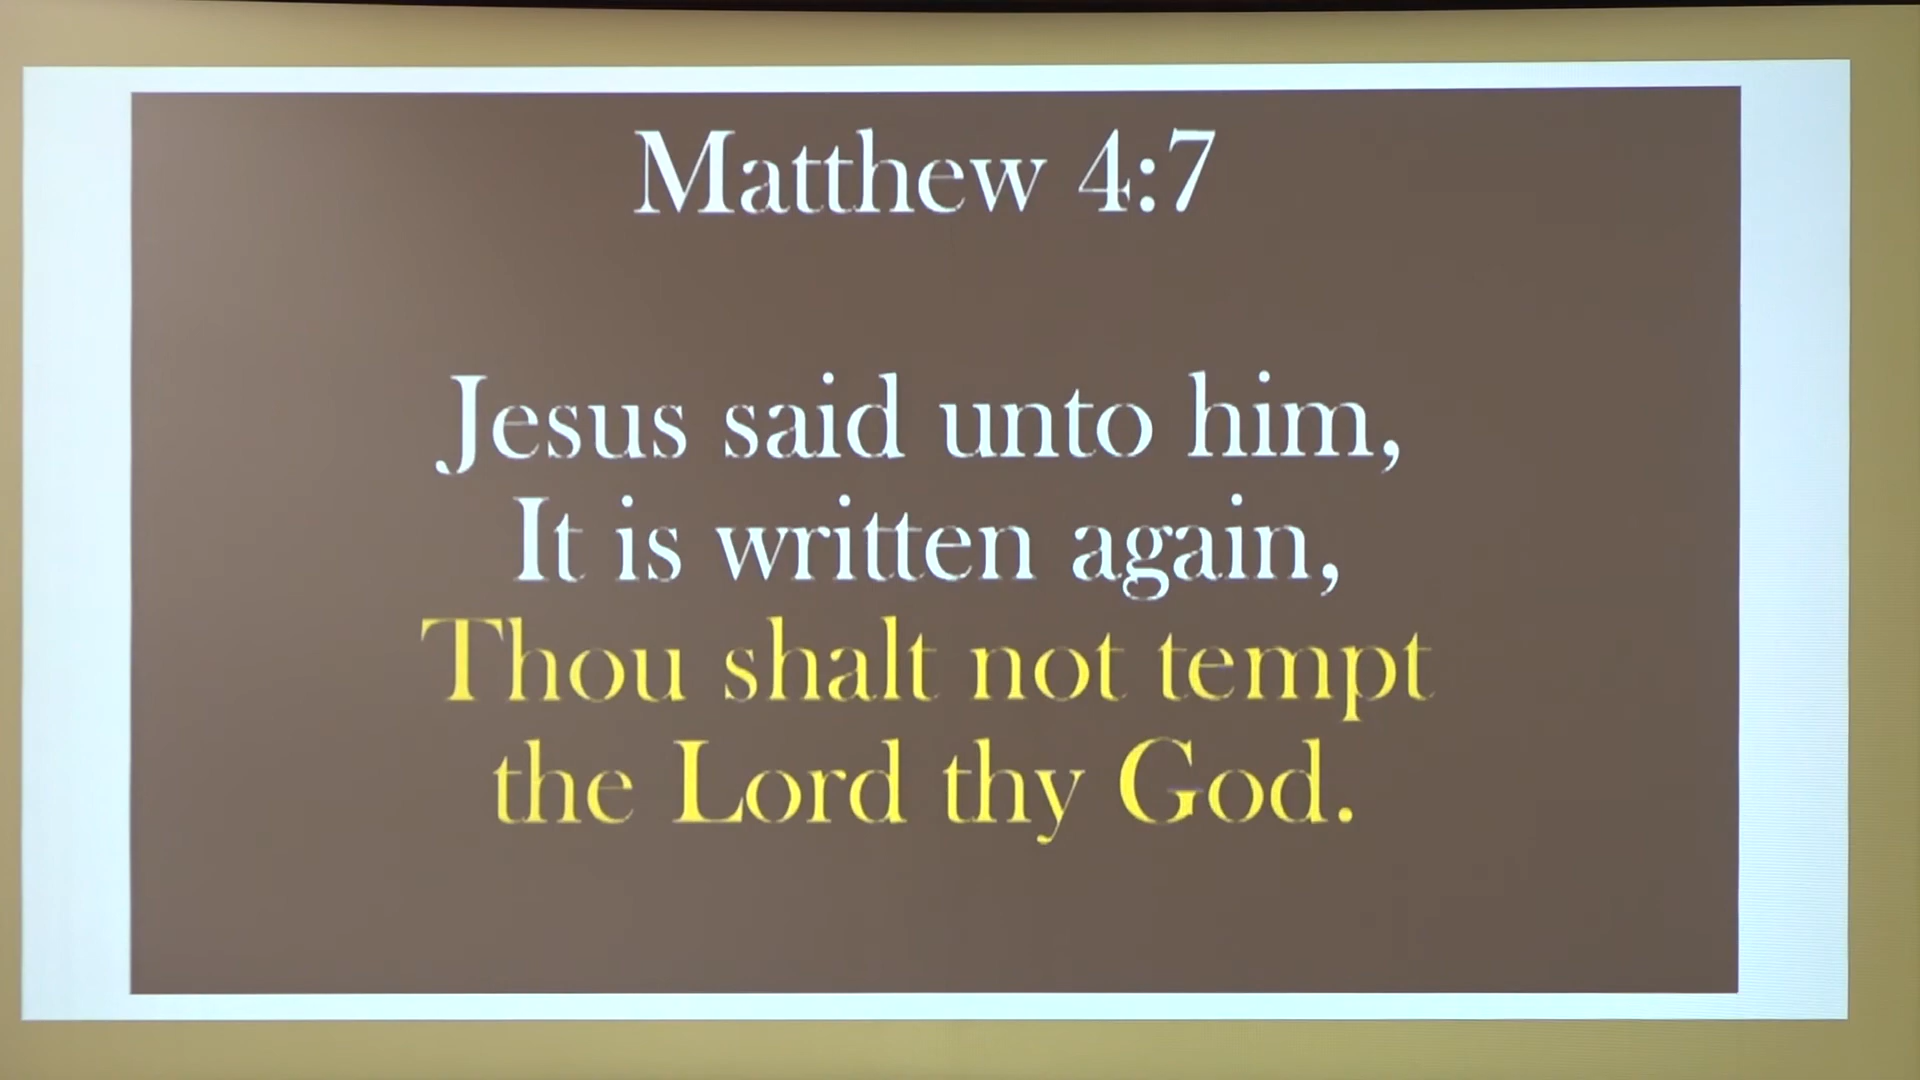 Matthew 4:7
Jesus said unto him,
It is written again,
Thou shalt not tempt
the Lord thy God.